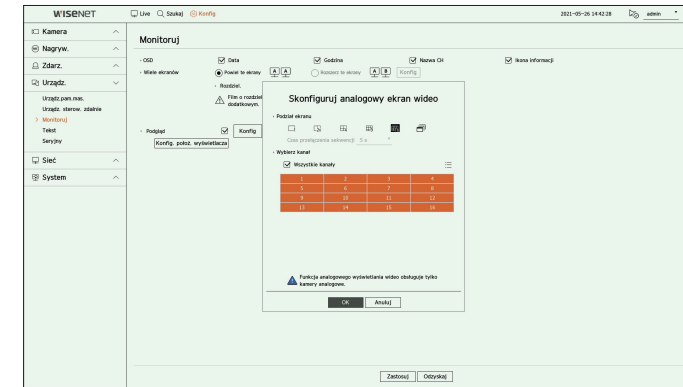 WISENET
Live Szukaj Konfig
2021-05-26 14:42:28 admin
Kamera
Nagryw.
Zdarz.
Urządz.
Urządz.pam.mas.
Urządz. sterow. zdalnie
Monitoruj
Tekst
Seryjny
Sieć
System
Monitoruj
OSD Data Godzina Nazwa CH Ikona informacji
Wiele ekranów Powiel te ekrany A A Rozszerz te ekrany A B Konfig
Rozdziel.
Film o rozdziel
dodatkowym.
Podgląd Konfig
Konfig. położ. wyświetlacza
Skonfiguruj analogowy ekran wideo
Podział ekranu
Czas przełączania sekwencji 5 s
Wybierz kanał
Wszystkie kanały
1 2 3 4
5 6 7 8
9 10 11 12
13 14 15 16
Funkcja analogowego wyświetlania wideo obsługuje tylko
kamery analogowe.
OK Anuluj
Zastosuj Odzyskaj